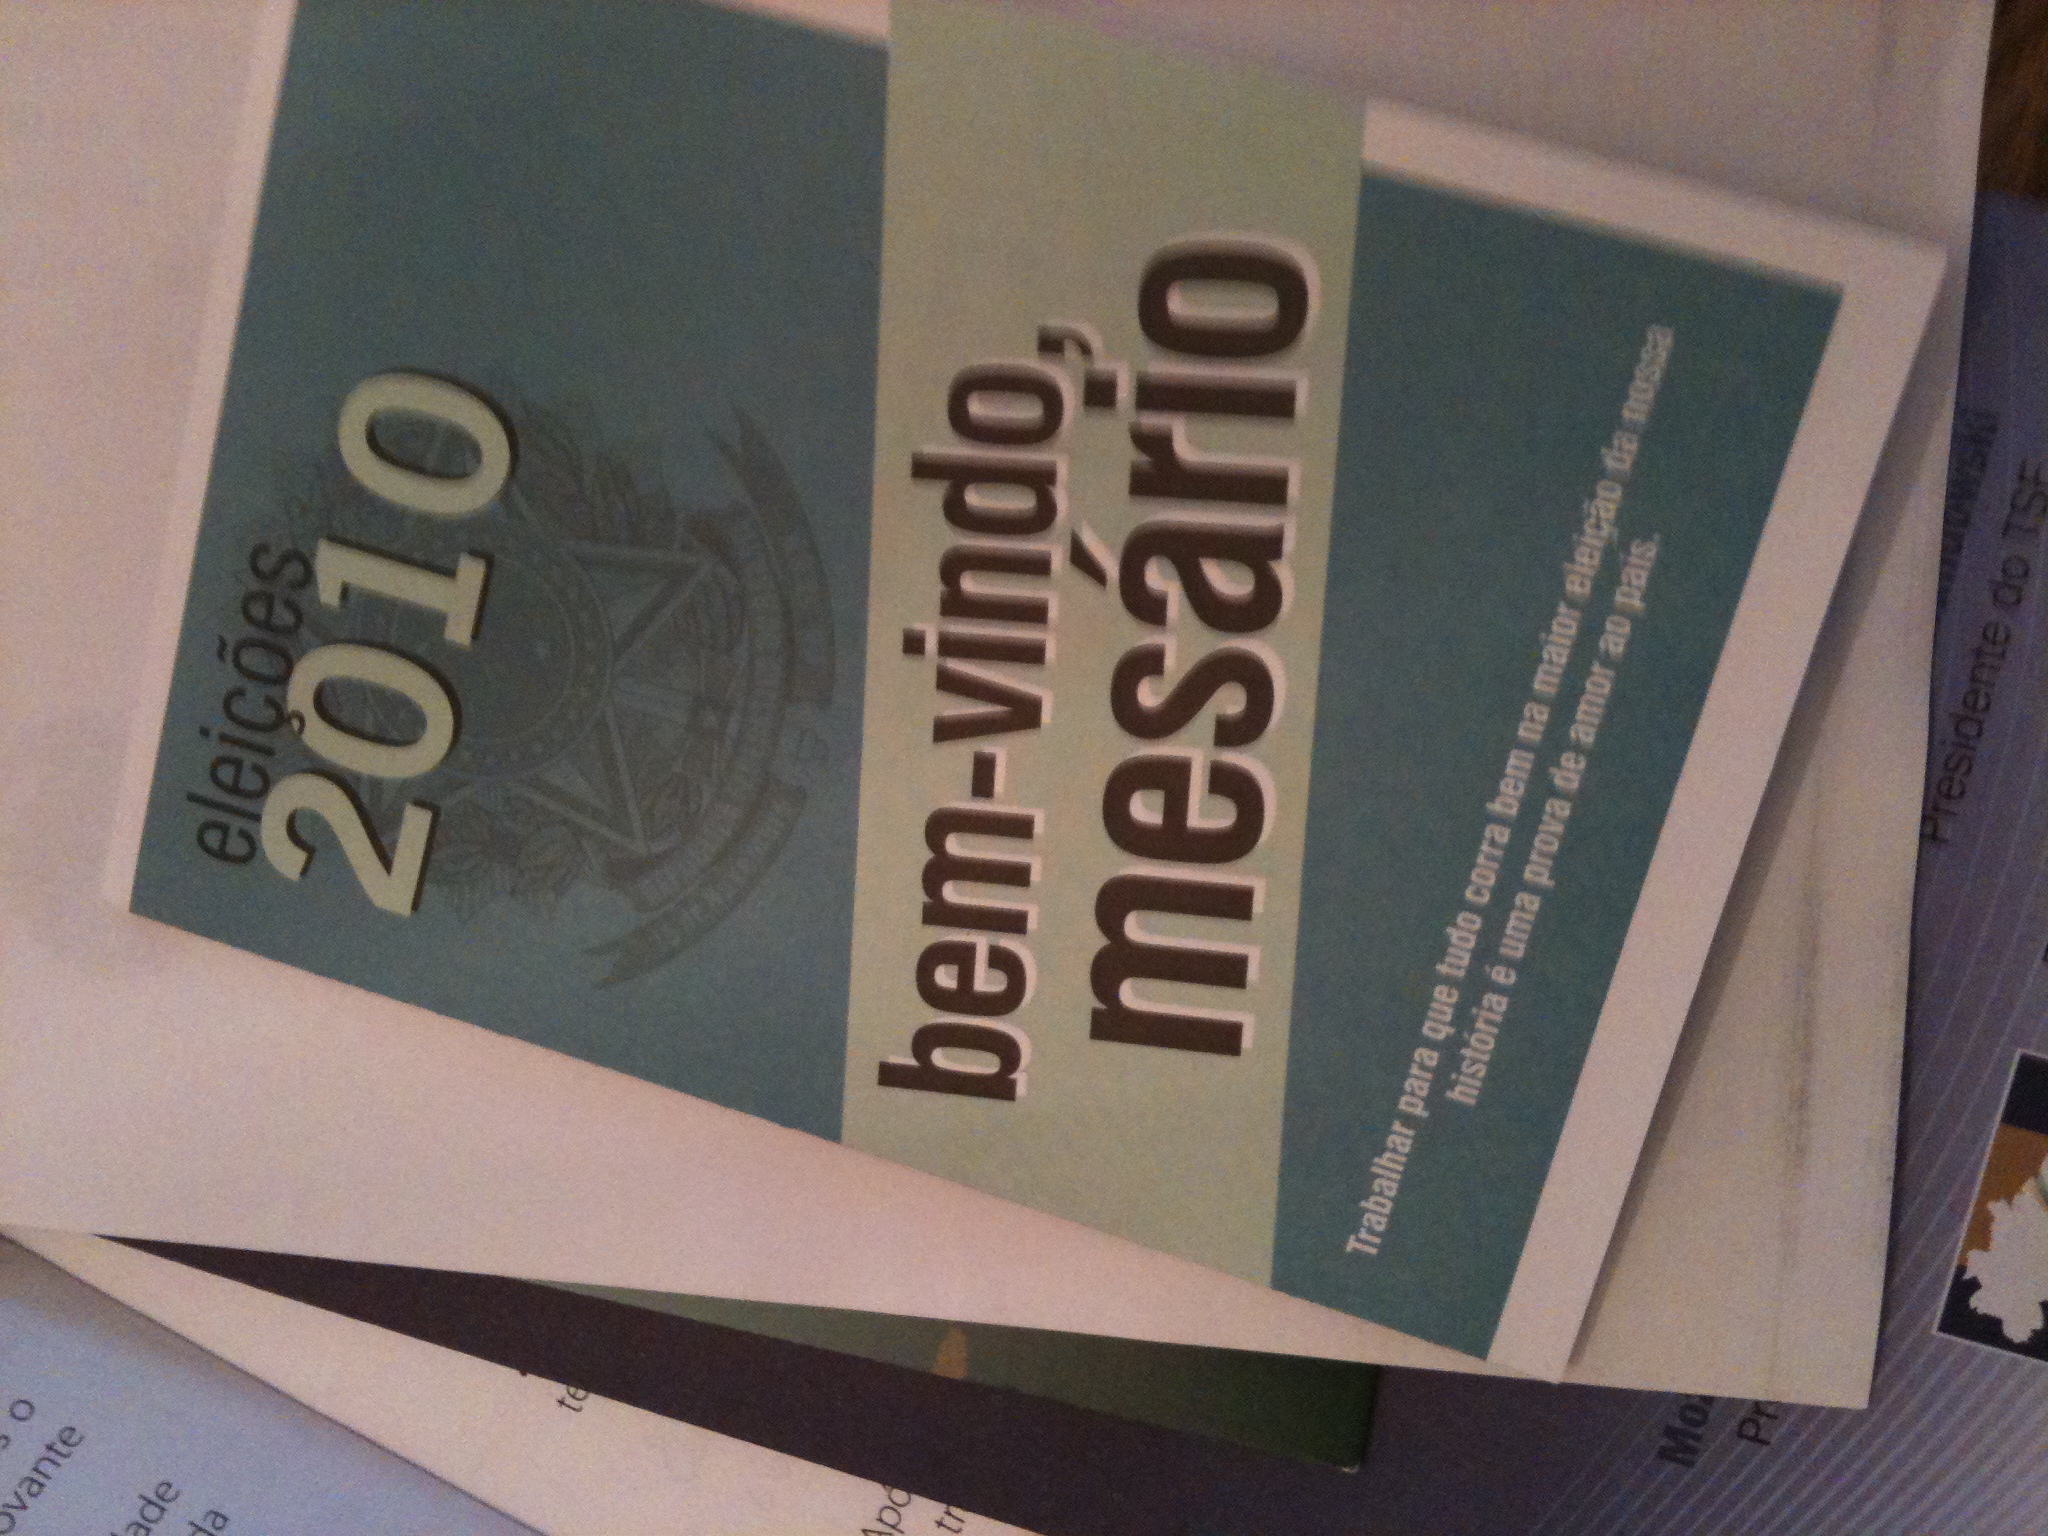 eleições
2010
bem-vindo,
mesário
Trabalhar para que tudo corra bem na maior eleição da nossa
história é uma prova de amor ao país.
Presidente do TSE